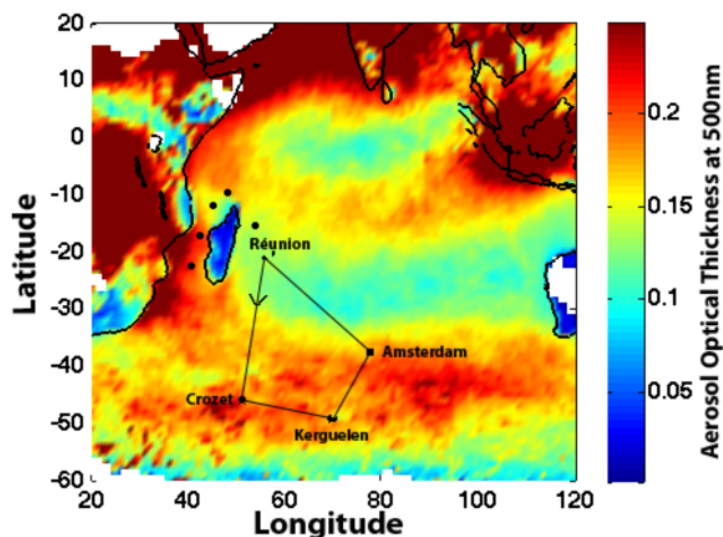 20
10
0
-10
-20
-30
-40
-50
-60
Latitude
20
40
60
80
100
120
Longitude
Réunion
Amsterdam
Crozet
Kerguelen
0.2
0.15
0.1
0.05
Aerosol Optical Thickness at 500nm